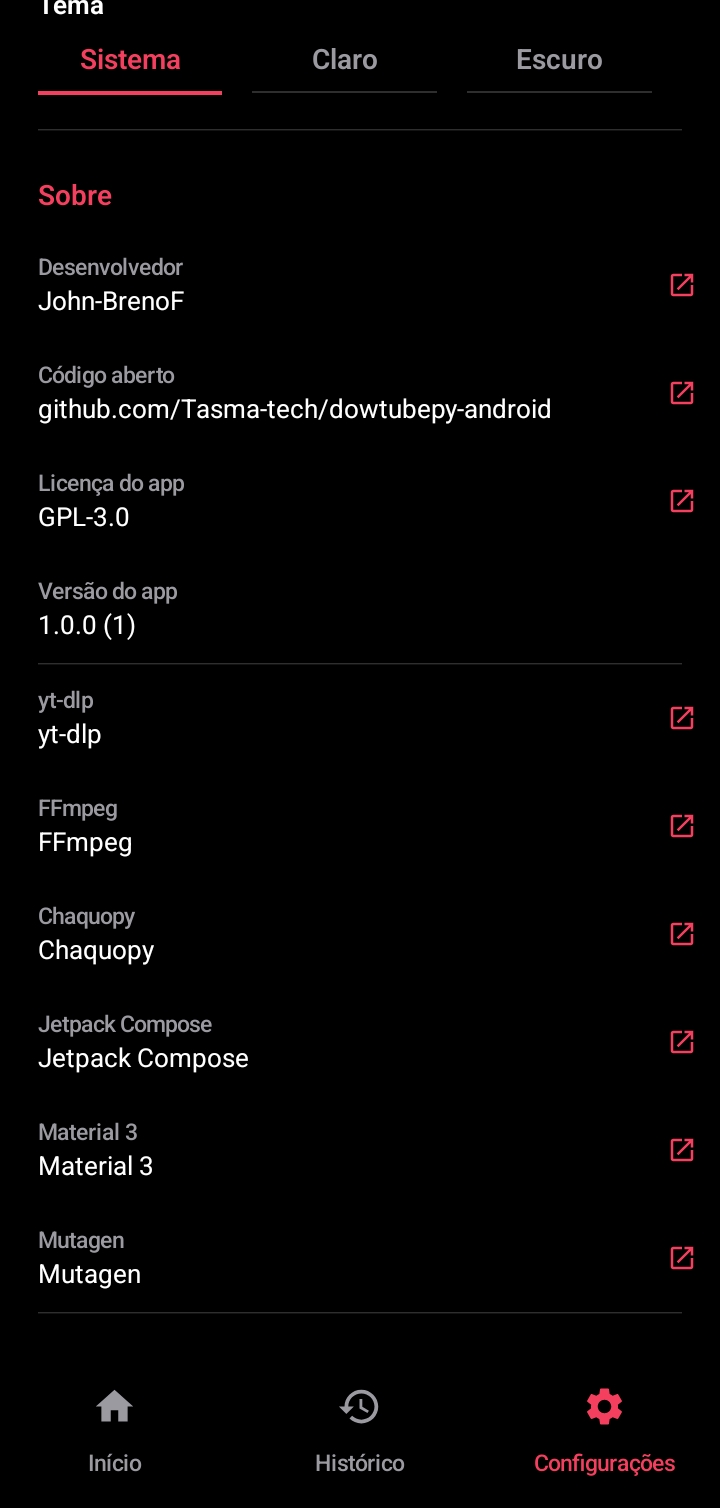 Tema
Sistema
Claro
Escuro
Sobre
Desenvolvedor
John-BrenoF
Código aberto
github.com/Tasma-tech/dowtubepy-android
Licença do app
GPL-3.0
Versão do app
1.0.0 (1)
yt-dlp
yt-dlp
FFmpeg
FFmpeg
Chaquopy
Chaquopy
Jetpack Compose
Jetpack Compose
Material 3
Material 3
Mutagen
Mutagen
Início
Histórico
Configurações